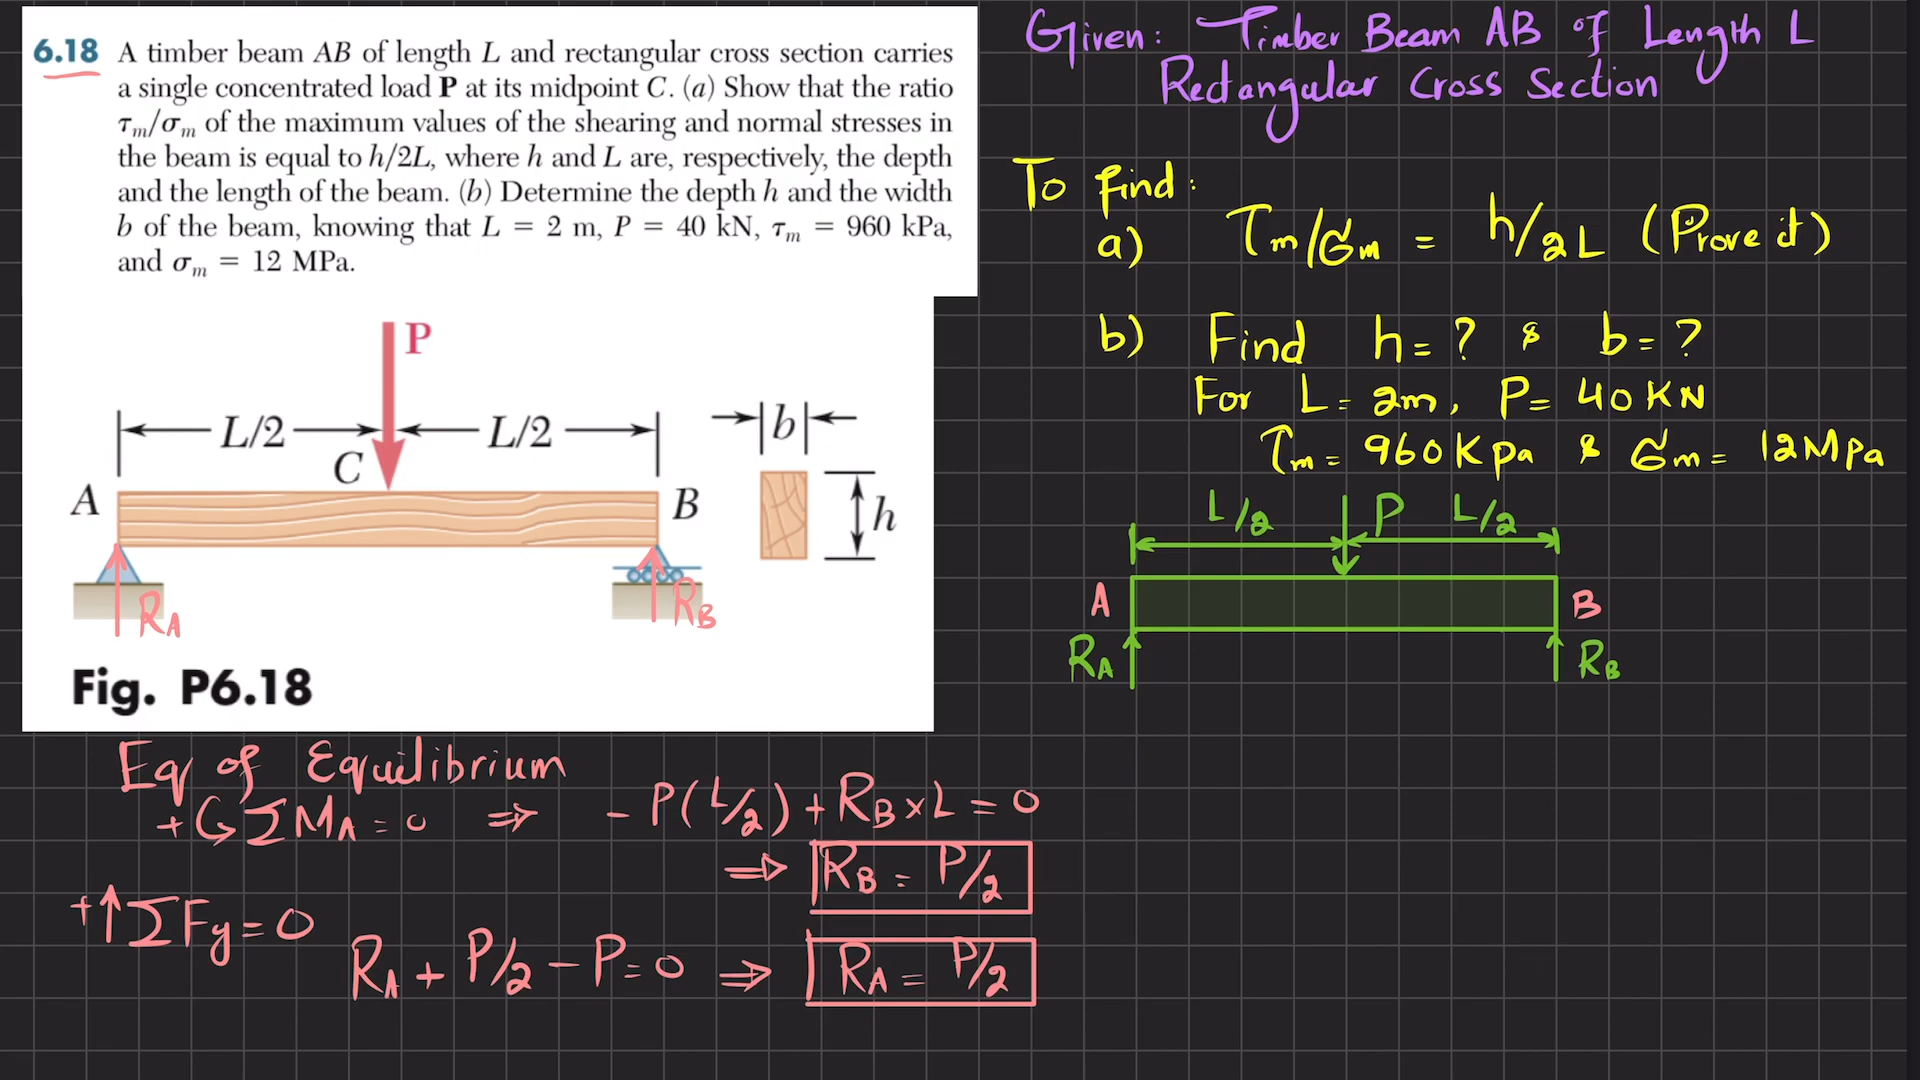 6.18 A timber beam AB of length L and rectangular cross section carries
a single concentrated load P at its midpoint C. (a) Show that the ratio
τm/σm of the maximum values of the shearing and normal stresses in
the beam is equal to h/2L, where h and L are, respectively, the depth
and the length of the beam. (b) Determine the depth h and the width
b of the beam, knowing that L = 2 m, P = 40 kN, τm = 960 kPa,
and σm = 12 MPa.
P
L/2 L/2 b
C
A B h
RA RB
Fig. P6.18
Given: Timber Beam AB of Length L
Rectangular Cross Section
To find:
a) τm/σm = h/2L (Prove it)
b) Find h = ? & b = ?
For L = 2m, P = 40KN
τm = 960Kpa & σm = 12MPa
L/2 P L/2
A B
RA RB
Eq of Equilibrium
+↺ΣMA = 0 ⇒ - P(L/2) + RB×L = 0
⇒ RB = P/2
+↑ΣFy = 0
RA + P/2 - P = 0 ⇒ RA = P/2